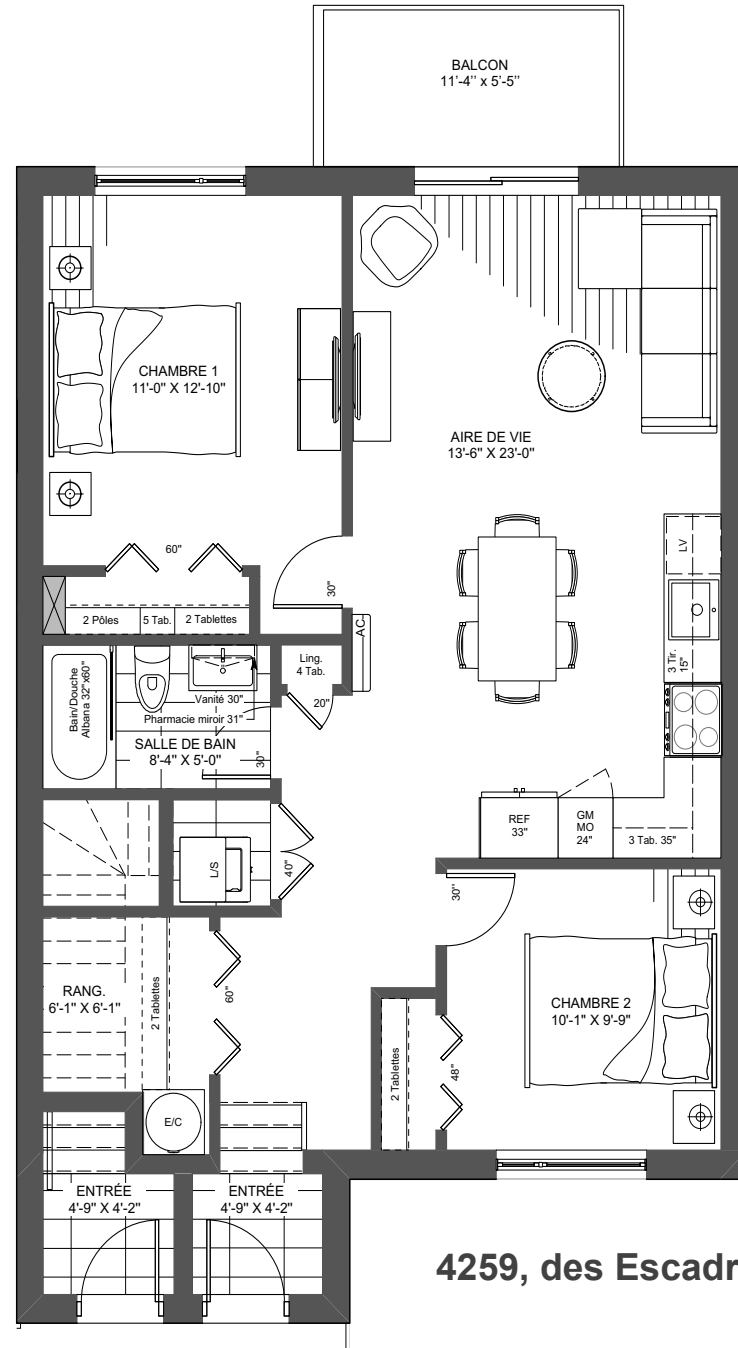 BALCON
11'-4'' x 5'-5''
CHAMBRE 1
11'-0" X 12'-10"
AIRE DE VIE
13'-6" X 23'-0"
60"
30"
LV
2 Pôles
5 Tab.
2 Tablettes
AC
3 Tir.
15"
Ling.
4 Tab.
20"
Bain/Douche
Albana 32"x60"
Vanité 30"
Pharmacie miroir 31"
SALLE DE BAIN
8'-4" X 5'-0"
30"
REF
33"
GM
MO
24"
3 Tab. 35"
L/S
40"
30"
RANG.
6'-1" X 6'-1"
2 Tablettes
60"
CHAMBRE 2
10'-1" X 9'-9"
2 Tablettes
48"
E/C
ENTRÉE
4'-9" X 4'-2"
ENTRÉE
4'-9" X 4'-2"
4259, des Escadr